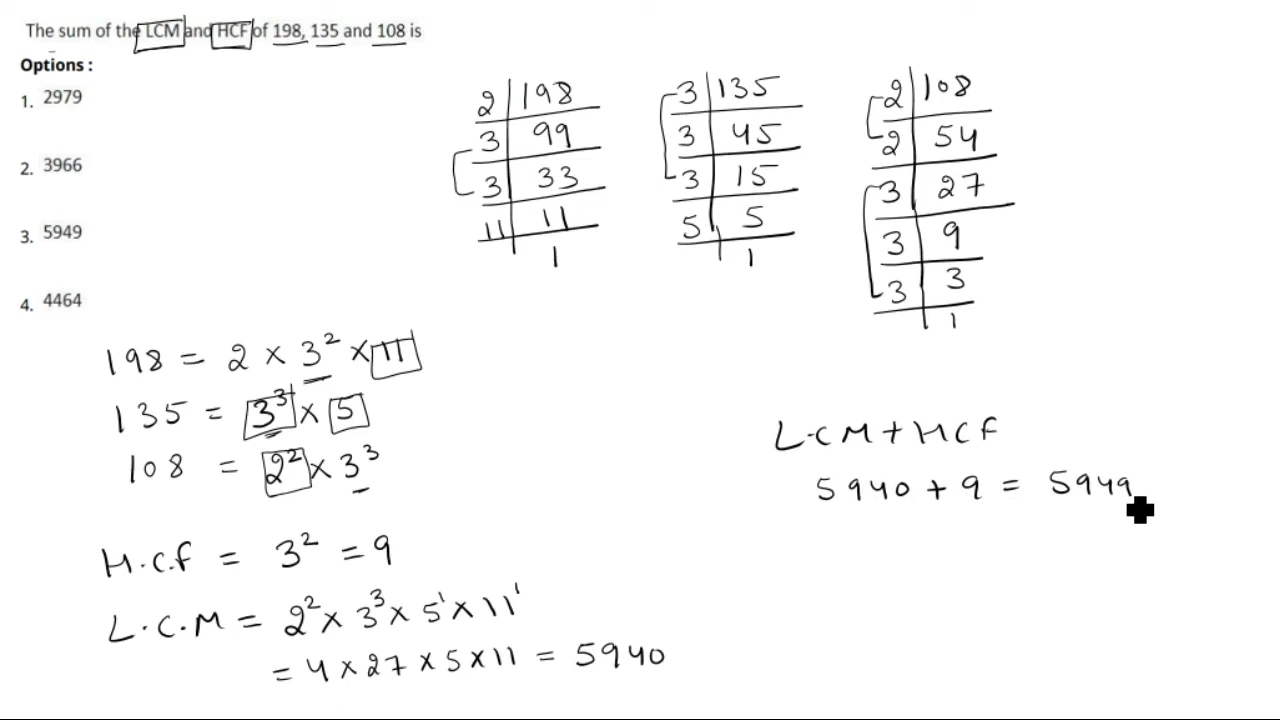 The sum of the LCM and HCF of 198, 135 and 108 is
Options :
1. 2979
2. 3966
3. 5949
4. 4464
2 | 198
3 | 99
3 | 33
11 | 11
1
3 | 135
3 | 45
3 | 15
5 | 5
1
2 | 108
2 | 54
3 | 27
3 | 9
3 | 3
1
198 = 2 × 3² × 11
135 = 3³ × 5
108 = 2² × 3³
H.C.F = 3² = 9
L.C.M = 2² × 3³ × 5¹ × 11¹
= 4 × 27 × 5 × 11 = 5940
L.CM + HCF
5940 + 9 = 5949